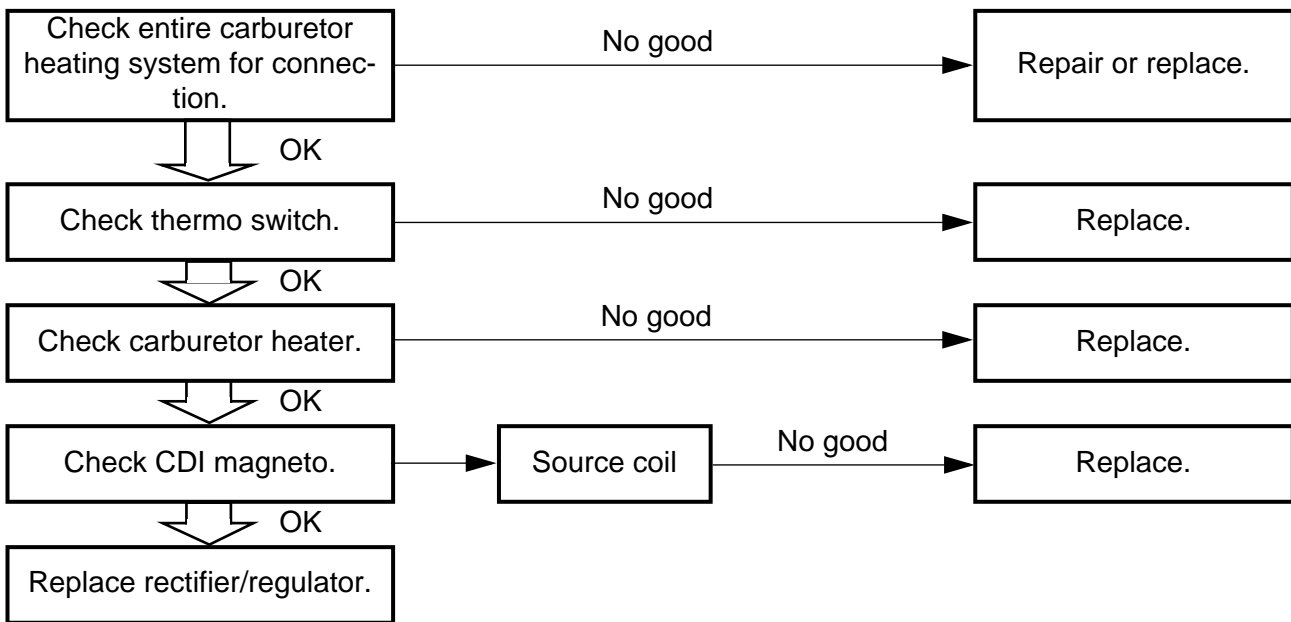 Check entire carburetor
heating system for connec-
tion.
No good
Repair or replace.
OK
Check thermo switch.
No good
Replace.
OK
Check carburetor heater.
No good
Replace.
OK
Check CDI magneto.
Source coil
No good
Replace.
OK
Replace rectifier/regulator.